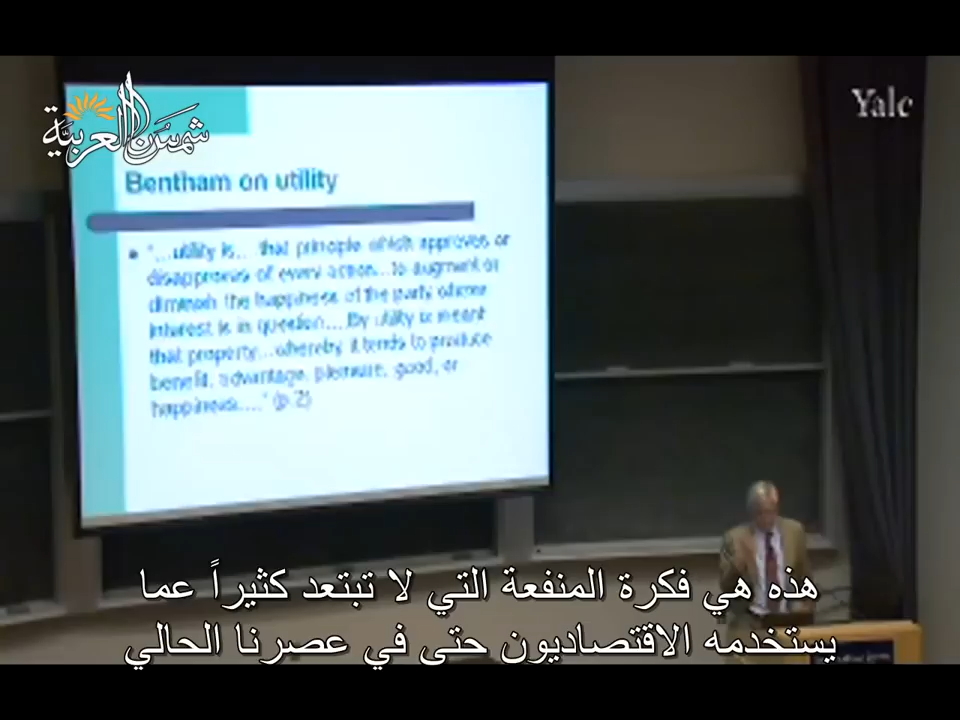 شمس العربية
Yale
Bentham on utility
"...utility is... that principle which approves or
disapproves of every action...to augment or
diminish the happiness of the party whose
interest is in question....By utility is meant
that property...whereby it tends to produce
benefit, advantage, pleasure, good, or
happiness...." (p.2)
هذه هي فكرة المنفعة التي لا تبتعد كثيراً عما
يستخدمه الاقتصاديون حتى في عصرنا الحالي